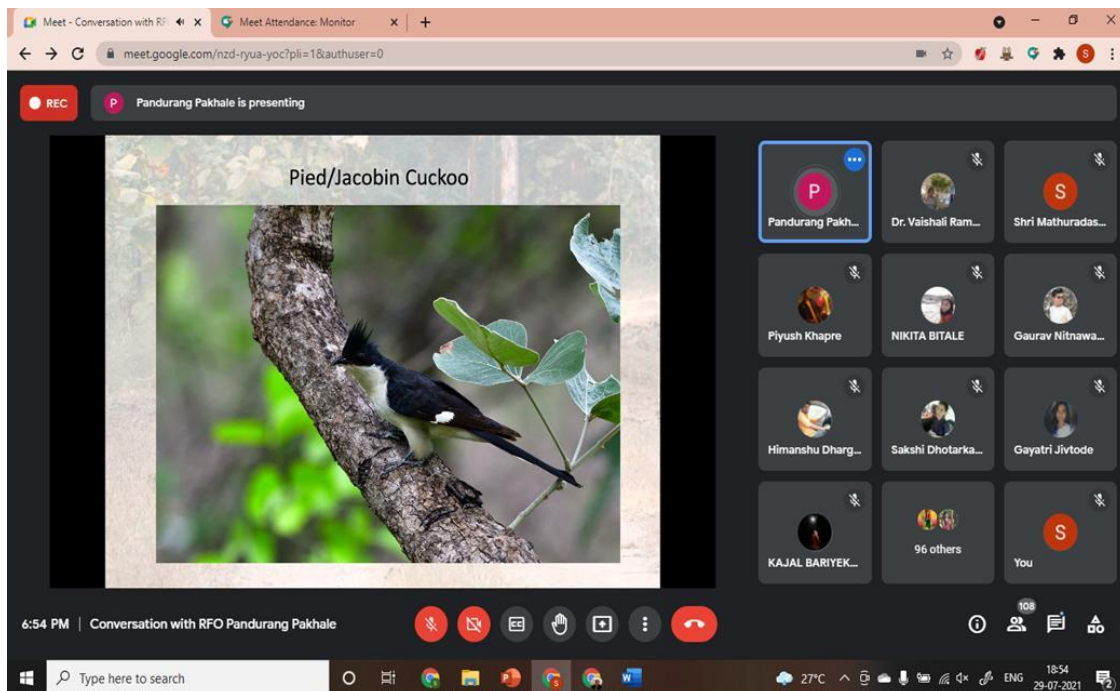 Meet - Conversation with RF
Meet Attendance: Monitor
meet.google.com/nzd-ryua-yoc?pli=1&authuser=0
S
REC
P
Pandurang Pakhale is presenting
Pied/Jacobin Cuckoo
P
Pandurang Pakh...
Dr. Vaishali Ram...
S
Shri Mathuradas...
Piyush Khapre
NIKITA BITALE
Gaurav Nitnawa...
Himanshu Dharg...
Sakshi Dhotarka...
Gayatri Jivtode
KAJAL BARIYEK...
96 others
S
You
6:54 PM | Conversation with RFO Pandurang Pakhale
CC
108
Type here to search
27°C
ENG
18:54
29-07-2021
2